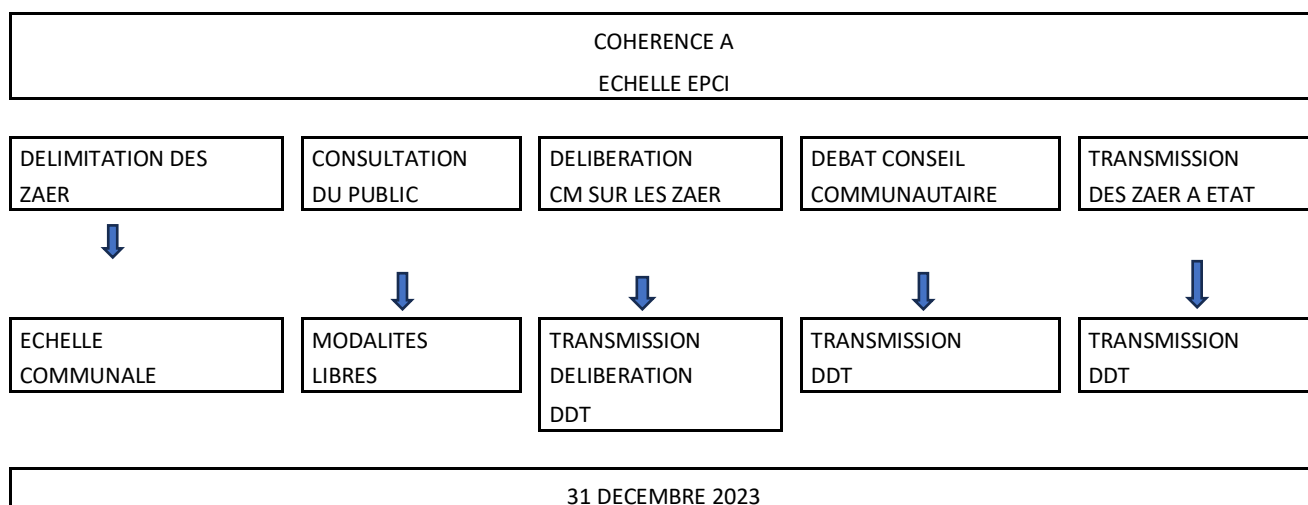 COHERENCE A
ECHELLE EPCI
DELIMITATION DES
ZAER
CONSULTATION
DU PUBLIC
DELIBERATION
CM SUR LES ZAER
DEBAT CONSEIL
COMMUNAUTAIRE
TRANSMISSION
DES ZAER A ETAT
ECHELLE
COMMUNALE
MODALITES
LIBRES
TRANSMISSION
DELIBERATION
DDT
TRANSMISSION
DDT
TRANSMISSION
DDT
31 DECEMBRE 2023